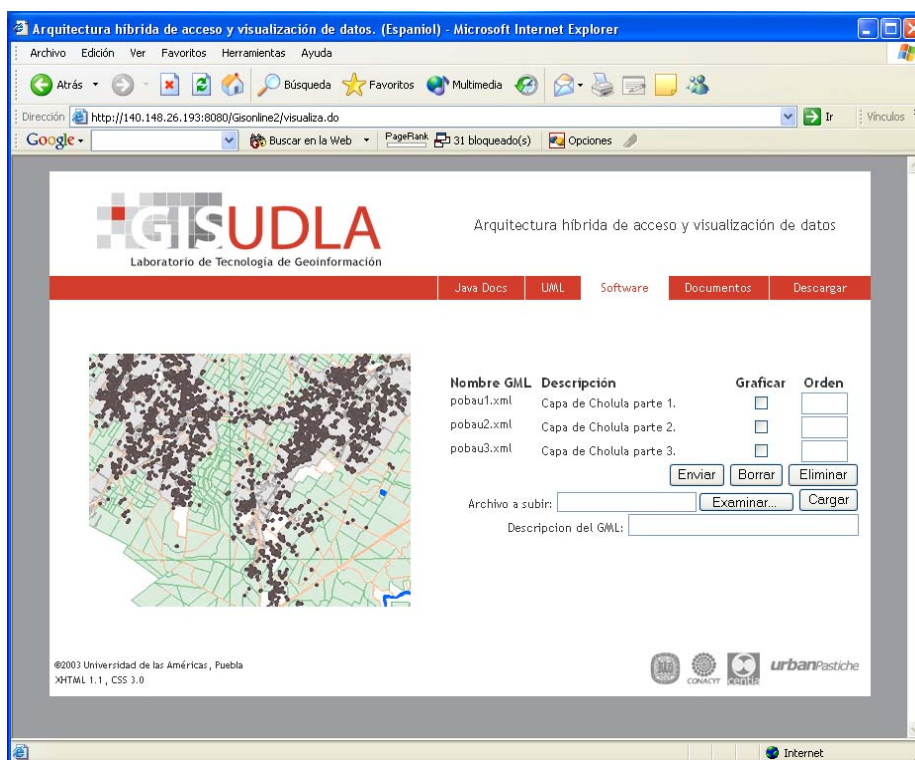 Arquitectura híbrida de acceso y visualización de datos. (Espaniol) - Microsoft Internet Explorer
Archivo Edición Ver Favoritos Herramientas Ayuda
Atrás Búsqueda Favoritos Multimedia
Dirección http://140.148.26.193:8080/Gisonline2/visualiza.do Ir Vínculos
Google Buscar en la Web PageRank 31 bloqueado(s) Opciones
GISUDLA
Laboratorio de Tecnología de Geoinformación
Arquitectura híbrida de acceso y visualización de datos
Java Docs UML Software Documentos Descargar
Nombre GML Descripción Graficar Orden
pobau1.xml Capa de Cholula parte 1.
pobau2.xml Capa de Cholula parte 2.
pobau3.xml Capa de Cholula parte 3.
Enviar Borrar Eliminar
Archivo a subir: Examinar... Cargar
Descripcion del GML:
©2003 Universidad de las Américas, Puebla
XHTML 1.1, CSS 3.0
CONACYT centia urbanPastiche
Internet